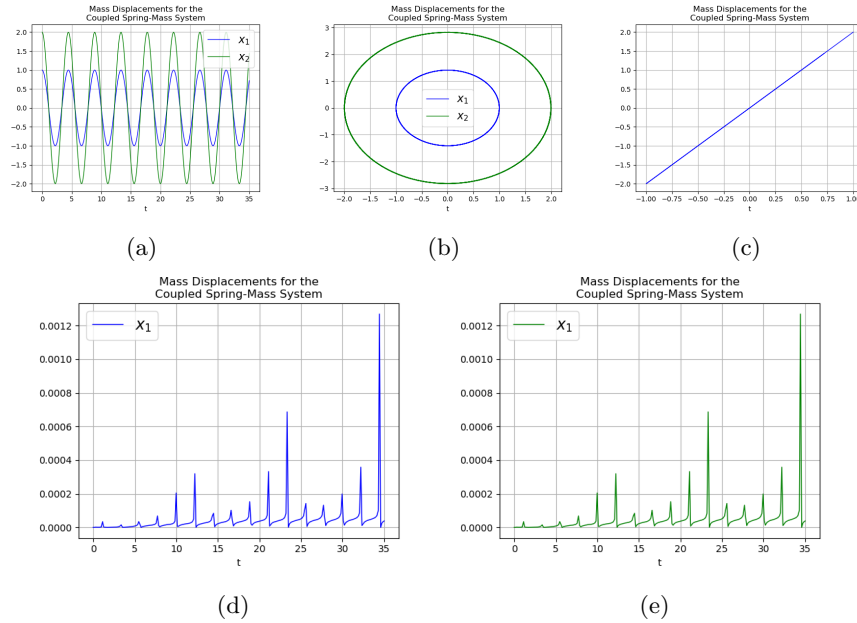 Mass Displacements for the
Coupled Spring-Mass System
2.0
1.5
1.0
0.5
0.0
−0.5
−1.0
−1.5
−2.0
x1
x2
0 5 10 15 20 25 30 35
t
(a)
Mass Displacements for the
Coupled Spring-Mass System
3
2
1
0
−1
−2
−3
x1
x2
−2.0 −1.5 −1.0 −0.5 0.0 0.5 1.0 1.5 2.0
t
(b)
Mass Displacements for the
Coupled Spring-Mass System
2.0
1.5
1.0
0.5
0.0
−0.5
−1.0
−1.5
−2.0
−1.00 −0.75 −0.50 −0.25 0.00 0.25 0.50 0.75 1.00
t
(c)
Mass Displacements for the
Coupled Spring-Mass System
x1
0.0012
0.0010
0.0008
0.0006
0.0004
0.0002
0.0000
0 5 10 15 20 25 30 35
t
(d)
Mass Displacements for the
Coupled Spring-Mass System
x1
0.0012
0.0010
0.0008
0.0006
0.0004
0.0002
0.0000
0 5 10 15 20 25 30 35
t
(e)